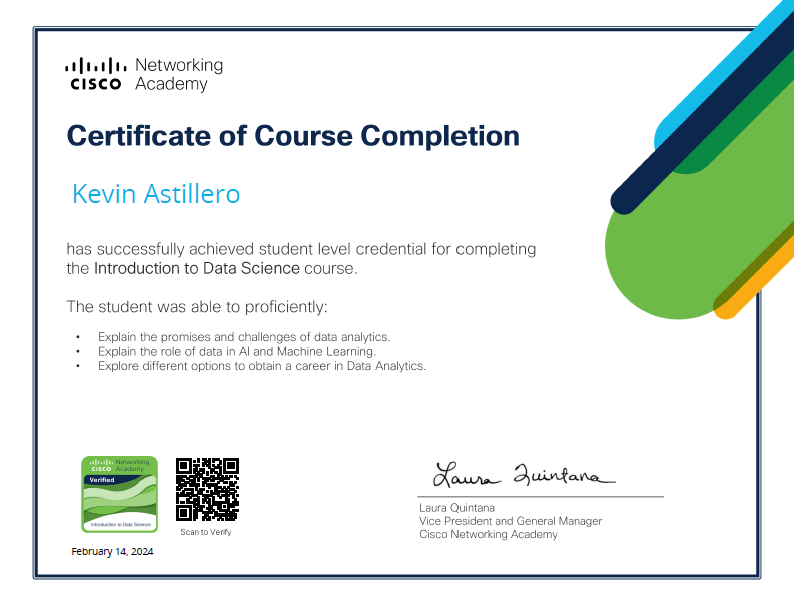 CISCO Networking Academy
Certificate of Course Completion
Kevin Astillero
has successfully achieved student level credential for completing
the Introduction to Data Science course.
The student was able to proficiently:
• Explain the promises and challenges of data analytics.
• Explain the role of data in AI and Machine Learning.
• Explore different options to obtain a career in Data Analytics.
CISCO Networking Academy
Verified
Introduction to Data Science
Scan to Verify
February 14, 2024
Laura Quintana
Laura Quintana
Vice President and General Manager
Cisco Networking Academy